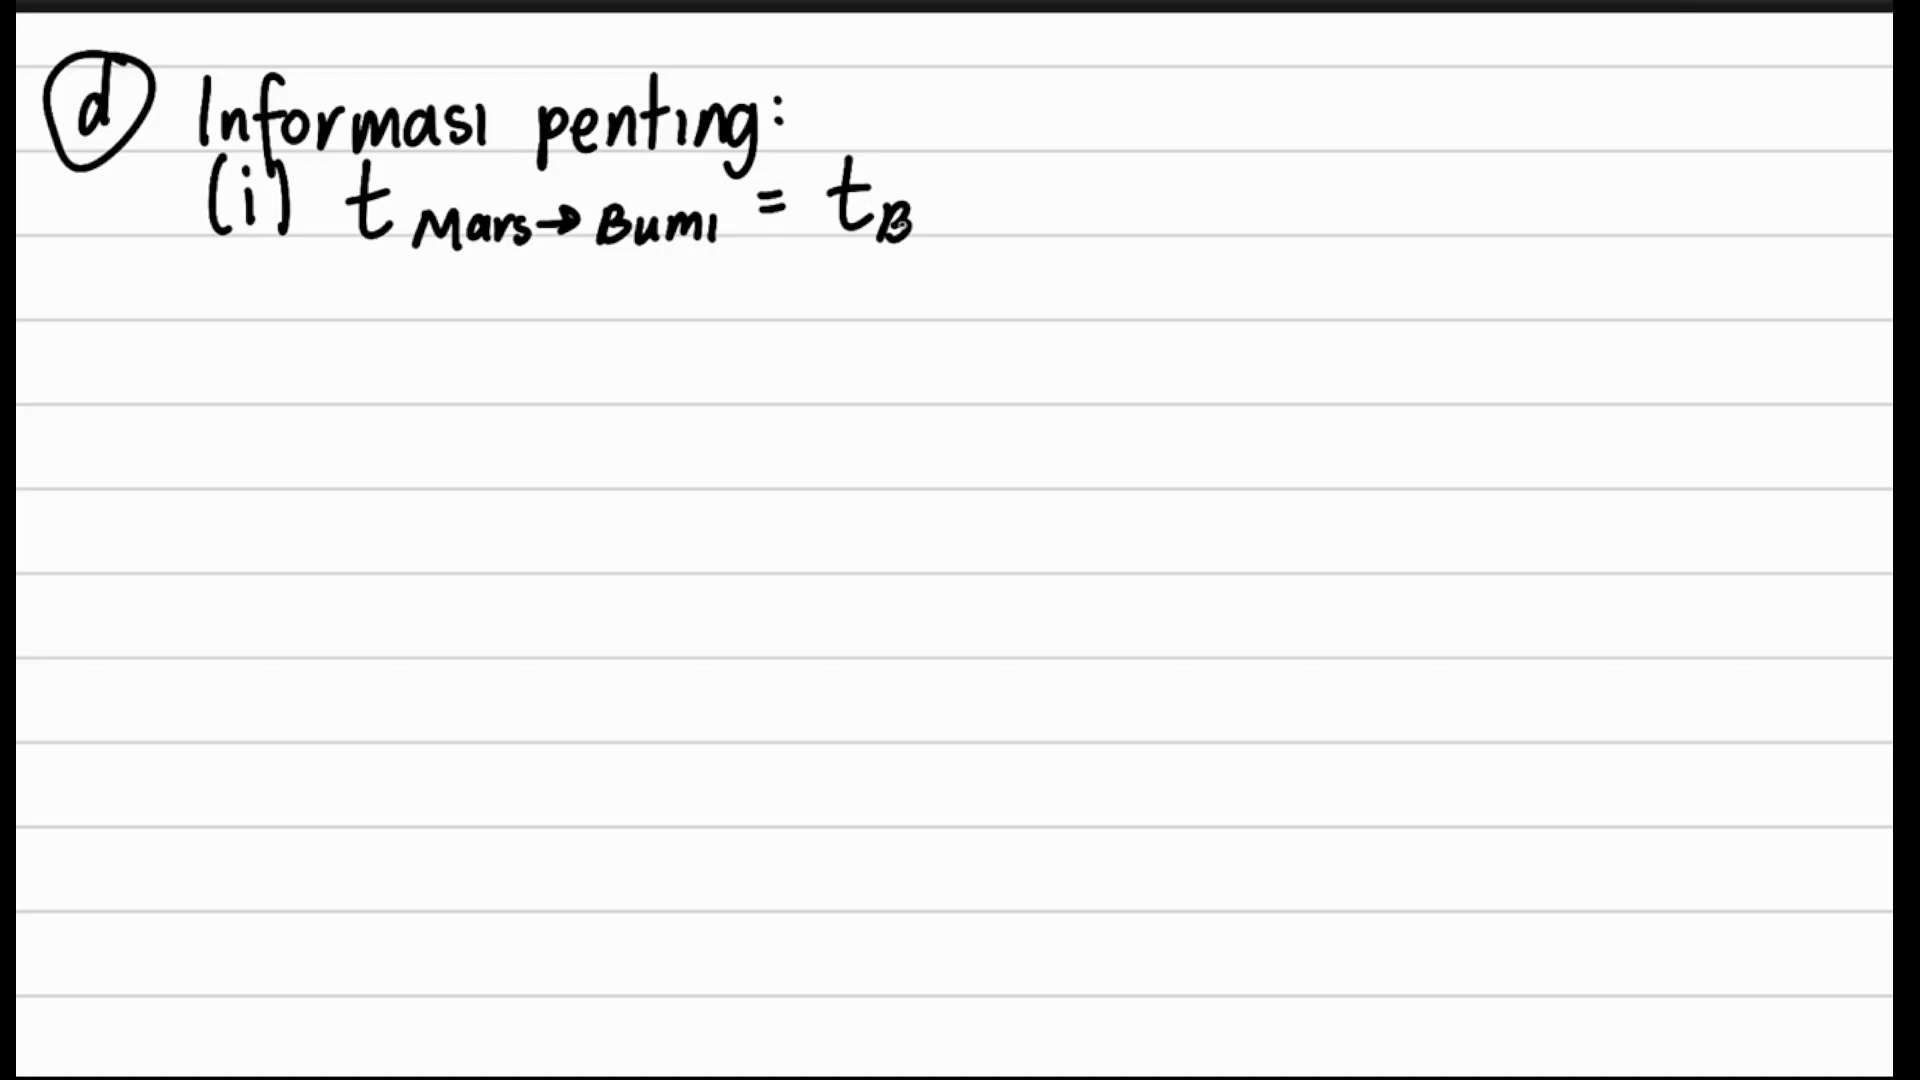 d Informasi penting:
(i) t Mars→Bumi = tB